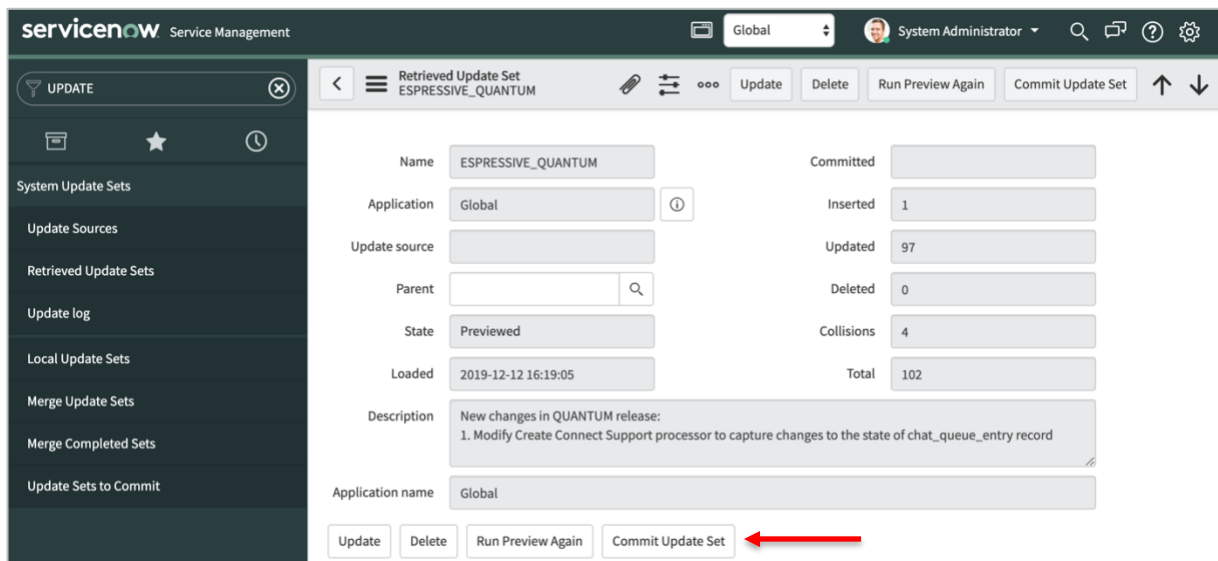 servicenow Service Management
Global
System Administrator
UPDATE
System Update Sets
Update Sources
Retrieved Update Sets
Update log
Local Update Sets
Merge Update Sets
Merge Completed Sets
Update Sets to Commit
Retrieved Update Set
ESPRESSIVE_QUANTUM
Update Delete Run Preview Again Commit Update Set
Name ESPRESSIVE_QUANTUM Committed
Application Global Inserted 1
Update source Updated 97
Parent Deleted 0
State Previewed Collisions 4
Loaded 2019-12-12 16:19:05 Total 102
Description New changes in QUANTUM release:
1. Modify Create Connect Support processor to capture changes to the state of chat_queue_entry record
Application name Global
Update Delete Run Preview Again Commit Update Set